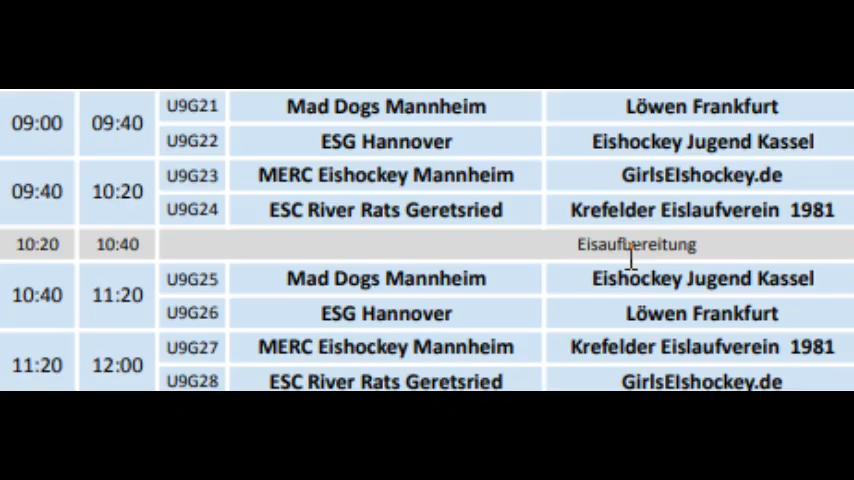 09:00 09:40 U9G21 Mad Dogs Mannheim Löwen Frankfurt
U9G22 ESG Hannover Eishockey Jugend Kassel
09:40 10:20 U9G23 MERC Eishockey Mannheim GirlsEIshockey.de
U9G24 ESC River Rats Geretsried Krefelder Eislaufverein 1981
10:20 10:40 Eisaufbereitung
10:40 11:20 U9G25 Mad Dogs Mannheim Eishockey Jugend Kassel
U9G26 ESG Hannover Löwen Frankfurt
11:20 12:00 U9G27 MERC Eishockey Mannheim Krefelder Eislaufverein 1981
U9G28 ESC River Rats Geretsried GirlsEIshockey.de